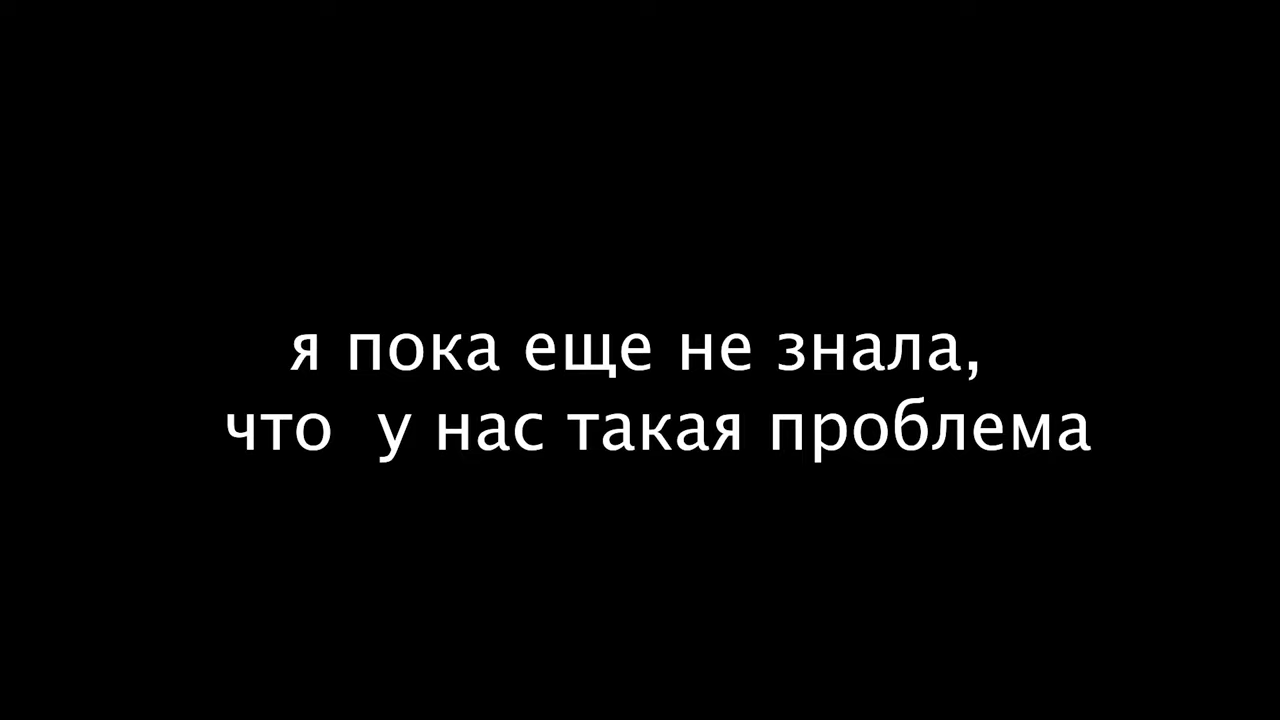 я пока еще не знала,
что  у нас такая проблема